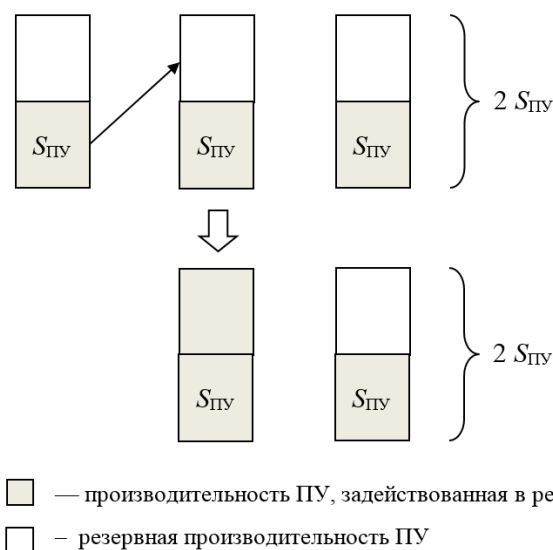 2 SПУ
SПУ SПУ SПУ
2 SПУ
SПУ SПУ
— производительность ПУ, задействованная в ре
– резервная производительность ПУ